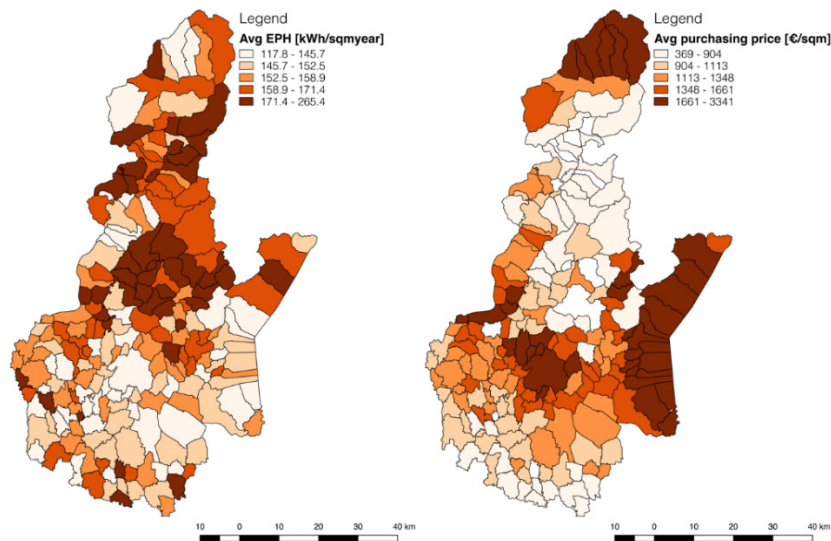 Legend
Avg EPH [kWh/sqmyear]
117.8 - 145.7
145.7 - 152.5
152.5 - 158.9
158.9 - 171.4
171.4 - 265.4
10 0 10 20 30 40 km
Legend
Avg purchasing price [€/sqm]
369 - 904
904 - 1113
1113 - 1348
1348 - 1661
1661 - 3341
10 0 10 20 30 40 km